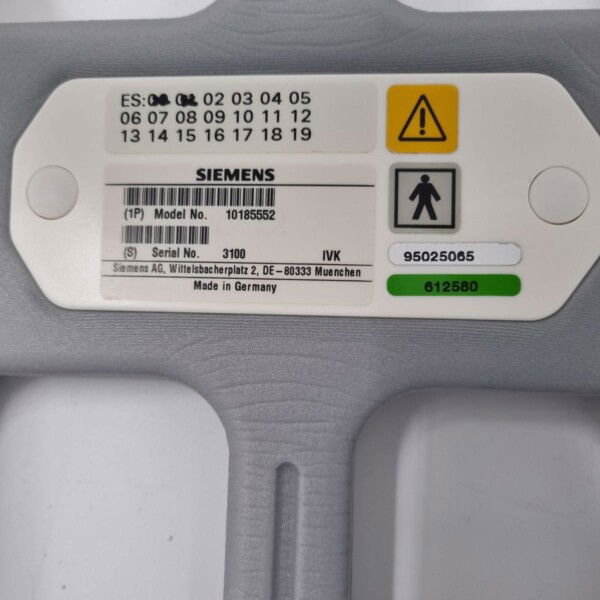 ES: 02 03 04 05
06 07 08 09 10 11 12
13 14 15 16 17 18 19
SIEMENS
(1P) Model No. 10185552
(S) Serial No. 3100 IVK
Siemens AG, Wittelsbacherplatz 2, DE-80333 Muenchen
Made in Germany
95025065
612580